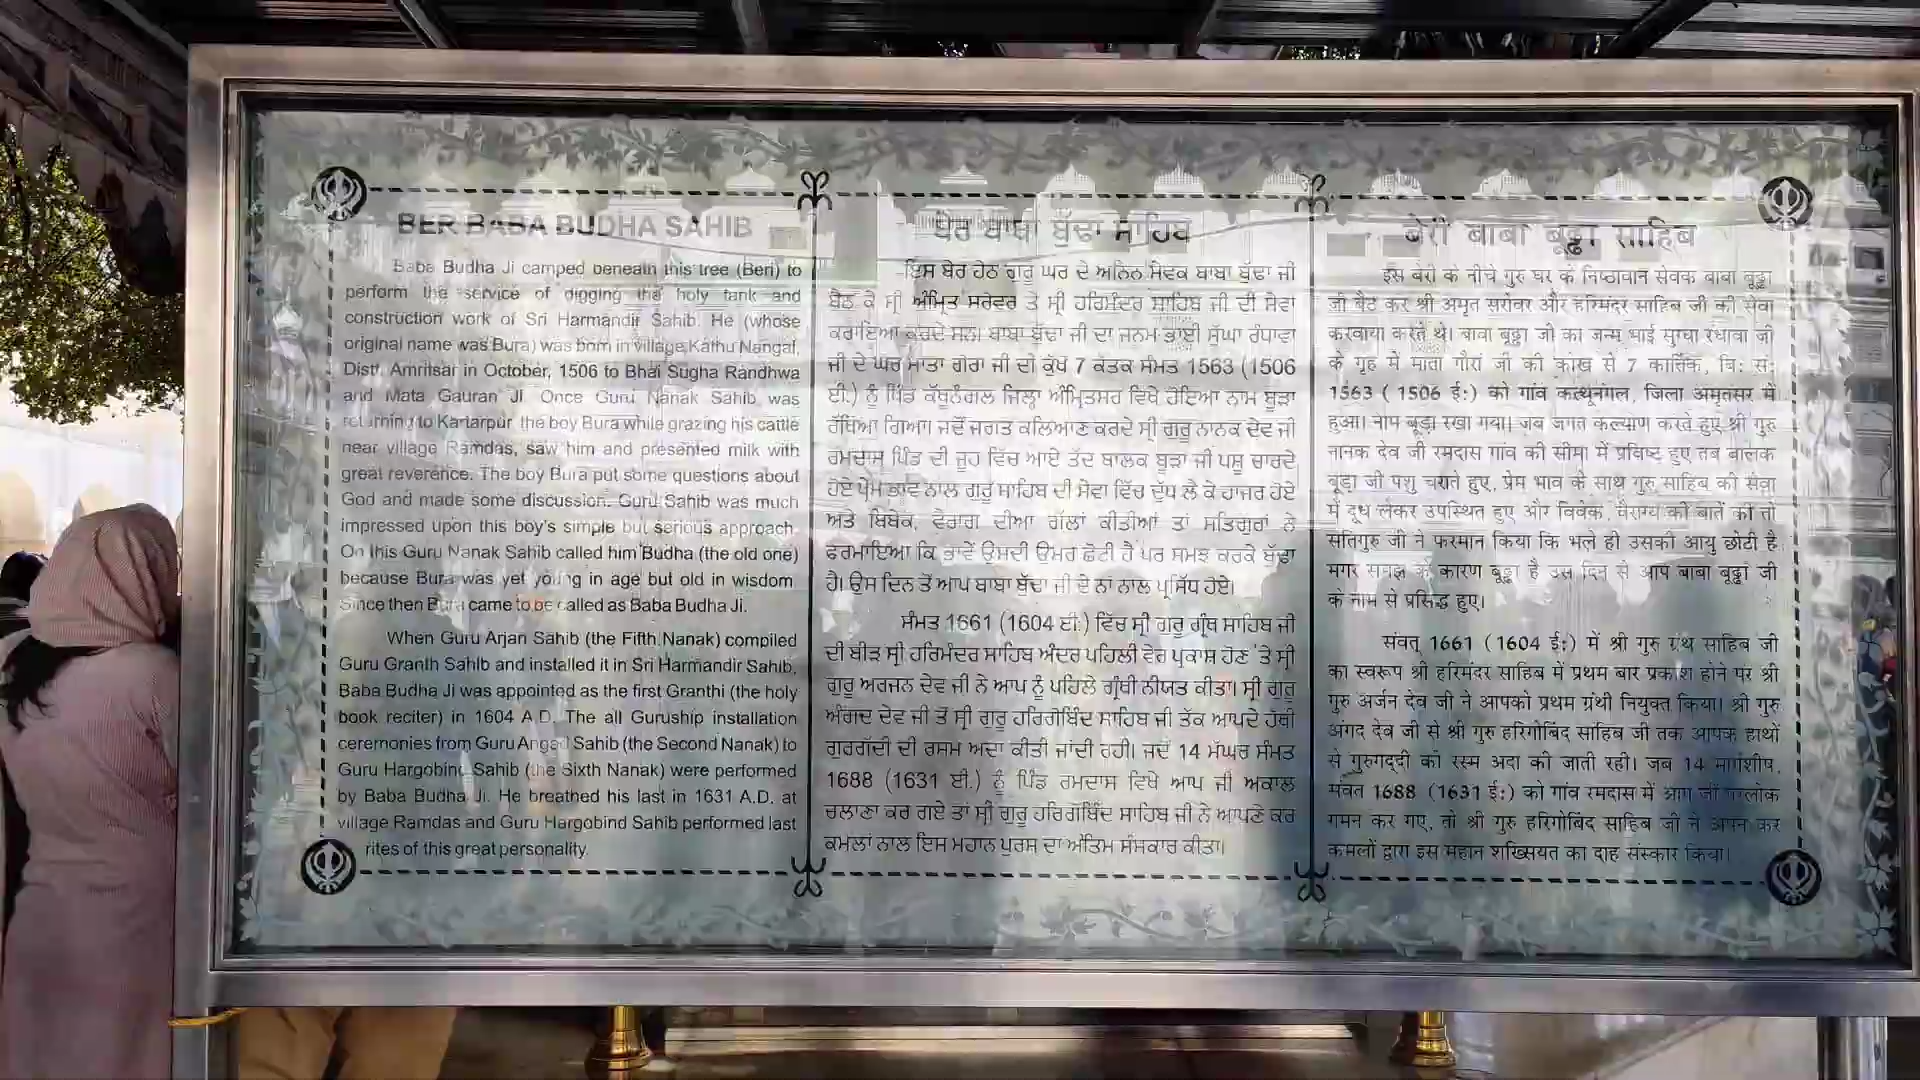 BER BABA BUDHA SAHIB
Baba Budha Ji camped beneath this tree (Beri) to
perform the service of digging the holy tank and
construction work of Sri Harmandir Sahib. He (whose
original name was Bura) was born in village Kathu Nangal,
Distt. Amritsar in October, 1506 to Bhai Sugha Randhwa
and Mata Gauran Ji. Once Guru Nanak Sahib was
returning to Kartarpur the boy Bura while grazing his cattle
near village Ramdas, saw him and presented milk with
great reverence. The boy Bura put some questions about
God and made some discussion. Guru Sahib was much
impressed upon this boy's simple but serious approach.
On this Guru Nanak Sahib called him Budha (the old one)
because Bura was yet young in age but old in wisdom.
Since then Bura came to be called as Baba Budha Ji.
When Guru Arjan Sahib (the Fifth Nanak) compiled
Guru Granth Sahib and installed it in Sri Harmandir Sahib,
Baba Budha Ji was appointed as the first Granthi (the holy
book reciter) in 1604 A.D. The all Guruship installation
ceremonies from Guru Angad Sahib (the Second Nanak) to
Guru Hargobind Sahib (the Sixth Nanak) were performed
by Baba Budha Ji. He breathed his last in 1631 A.D. at
village Ramdas and Guru Hargobind Sahib performed last
rites of this great personality.
ਬੇਰ ਬਾਬਾ ਬੁੱਢਾ ਸਾਹਿਬ
ਇਸ ਬੇਰ ਹੇਠ ਗੁਰੂ ਘਰ ਦੇ ਅਨਿਨ ਸੇਵਕ ਬਾਬਾ ਬੁੱਢਾ ਜੀ
ਬੈਠ ਕੇ ਸ੍ਰੀ ਅੰਮ੍ਰਿਤ ਸਰੋਵਰ ਤੇ ਸ੍ਰੀ ਹਰਿਮੰਦਰ ਸਾਹਿਬ ਜੀ ਦੀ ਸੇਵਾ
ਕਰਾਇਆ ਕਰਦੇ ਸਨ। ਬਾਬਾ ਬੁੱਢਾ ਜੀ ਦਾ ਜਨਮ ਭਾਈ ਸੁੱਘਾ ਰੰਧਾਵਾ
ਜੀ ਦੇ ਘਰ ਮਾਤਾ ਗੌਰਾਂ ਜੀ ਦੀ ਕੁੱਖੋਂ 7 ਕੱਤਕ ਸੰਮਤ 1563 (1506
ਈ.) ਨੂੰ ਪਿੰਡ ਕੱਥੂਨੰਗਲ ਜਿਲ੍ਹਾ ਅੰਮ੍ਰਿਤਸਰ ਵਿਖੇ ਹੋਇਆ ਨਾਮ ਬੂੜਾ
ਰੱਖਿਆ ਗਿਆ। ਜਦੋਂ ਜਗਤ ਕਲਿਆਣ ਕਰਦੇ ਸ੍ਰੀ ਗੁਰੂ ਨਾਨਕ ਦੇਵ ਜੀ
ਰਮਦਾਸ ਪਿੰਡ ਦੀ ਜੂਹ ਵਿੱਚ ਆਏ ਤਦ ਬਾਲਕ ਬੂੜਾ ਜੀ ਪਸ਼ੂ ਚਾਰਦੇ
ਹੋਏ ਪ੍ਰੇਮ ਭਾਵ ਨਾਲ ਗੁਰੂ ਸਾਹਿਬ ਦੀ ਸੇਵਾ ਵਿੱਚ ਦੁੱਧ ਲੈ ਕੇ ਹਾਜਰ ਹੋਏ
ਅਤੇ ਬਿਬੇਕ, ਵੈਰਾਗ ਦੀਆਂ ਗੱਲਾਂ ਕੀਤੀਆਂ ਤਾਂ ਸਤਿਗੁਰਾਂ ਨੇ
ਫਰਮਾਇਆ ਕਿ ਭਾਵੇਂ ਉਸਦੀ ਉਮਰ ਛੋਟੀ ਹੈ ਪਰ ਸਮਝ ਕਰਕੇ ਬੁੱਢਾ
ਹੈ। ਉਸ ਦਿਨ ਤੋਂ ਆਪ ਬਾਬਾ ਬੁੱਢਾ ਜੀ ਦੇ ਨਾਂ ਨਾਲ ਪ੍ਰਸਿੱਧ ਹੋਏ।
ਸੰਮਤ 1661 (1604 ਈ.) ਵਿੱਚ ਸ੍ਰੀ ਗੁਰੂ ਗ੍ਰੰਥ ਸਾਹਿਬ ਜੀ
ਦੀ ਬੀੜ ਸ੍ਰੀ ਹਰਿਮੰਦਰ ਸਾਹਿਬ ਅੰਦਰ ਪਹਿਲੀ ਵੇਰ ਪ੍ਰਕਾਸ਼ ਹੋਣ 'ਤੇ ਸ੍ਰੀ
ਗੁਰੂ ਅਰਜਨ ਦੇਵ ਜੀ ਨੇ ਆਪ ਨੂੰ ਪਹਿਲੇ ਗ੍ਰੰਥੀ ਨੀਯਤ ਕੀਤਾ। ਸ੍ਰੀ ਗੁਰੂ
ਅੰਗਦ ਦੇਵ ਜੀ ਤੋਂ ਸ੍ਰੀ ਗੁਰੂ ਹਰਿਗੋਬਿੰਦ ਸਾਹਿਬ ਜੀ ਤੱਕ ਆਪਦੇ ਹੱਥੀਂ
ਗੁਰਗੱਦੀ ਦੀ ਰਸਮ ਅਦਾ ਕੀਤੀ ਜਾਂਦੀ ਰਹੀ। ਜਦੋਂ 14 ਮੱਘਰ ਸੰਮਤ
1688 (1631 ਈ.) ਨੂੰ ਪਿੰਡ ਰਮਦਾਸ ਵਿਖੇ ਆਪ ਜੀ ਅਕਾਲ
ਚਲਾਣਾ ਕਰ ਗਏ ਤਾਂ ਸ੍ਰੀ ਗੁਰੂ ਹਰਿਗੋਬਿੰਦ ਸਾਹਿਬ ਜੀ ਨੇ ਆਪਣੇ ਕਰ
ਕਮਲਾਂ ਨਾਲ ਇਸ ਮਹਾਨ ਪੁਰਸ਼ ਦਾ ਅੰਤਿਮ ਸੰਸਕਾਰ ਕੀਤਾ।
बेरी बाबा बूढ्ढा साहिब
इस बेरी के नीचे गुरु घर के निष्ठावान सेवक बाबा बूढ्ढा
जी बैठ कर श्री अमृत सरोवर और हरिमंदर साहिब जी की सेवा
करवाया करते थे। बाबा बूढ्ढा जी का जन्म भाई सुग्घा रंधावा जी
के गृह में माता गौरां जी की कोख से 7 कार्तिक, बि: सं:
1563 ( 1506 ई:) को गांव कत्थूनंगल, जिला अमृतसर में
हुआ। नाम बूड़ा रखा गया। जब जगत कल्याण करते हुए श्री गुरु
नानक देव जी रमदास गांव की सीमा में प्रविष्ट हुए तब बालक
बूड़ा जी पशु चराते हुए, प्रेम भाव के साथ गुरु साहिब की सेवा
में दूध लेकर उपस्थित हुए और विवेक, वैराग्य की बातें की तो
सतिगुरु जी ने फरमान किया कि भले ही उसकी आयु छोटी है
मगर समझ के कारण बूढ्ढा है उस दिन से आप बाबा बूढ्ढा जी
के नाम से प्रसिद्ध हुए।
संवत् 1661 (1604 ई:) में श्री गुरु ग्रंथ साहिब जी
का स्वरूप श्री हरिमंदर साहिब में प्रथम बार प्रकाश होने पर श्री
गुरु अर्जन देव जी ने आपको प्रथम ग्रंथी नियुक्त किया। श्री गुरु
अंगद देव जी से श्री गुरु हरिगोबिंद साहिब जी तक आपके हाथों
से गुरुगद्दी की रस्म अदा की जाती रही। जब 14 मार्गशीर्ष,
संवत 1688 (1631 ई:) को गांव रमदास में आप जी परलोक
गमन कर गए, तो श्री गुरु हरिगोबिंद साहिब जी ने अपने कर
कमलों द्वारा इस महान शख्सियत का दाह संस्कार किया।